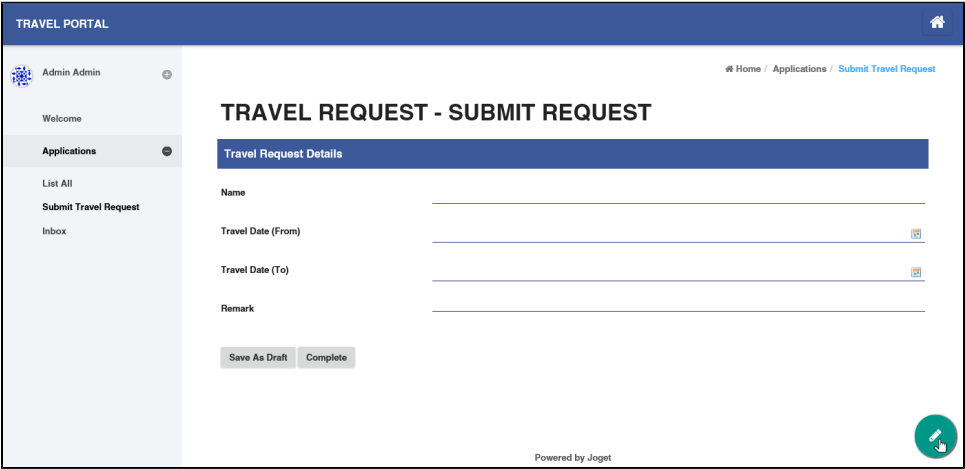 TRAVEL PORTAL
Admin Admin
Home / Applications / Submit Travel Request
Welcome
Applications
List All
Submit Travel Request
Inbox
TRAVEL REQUEST - SUBMIT REQUEST
Travel Request Details
Name
Travel Date (From)
Travel Date (To)
Remark
Save As Draft Complete
Powered by Joget